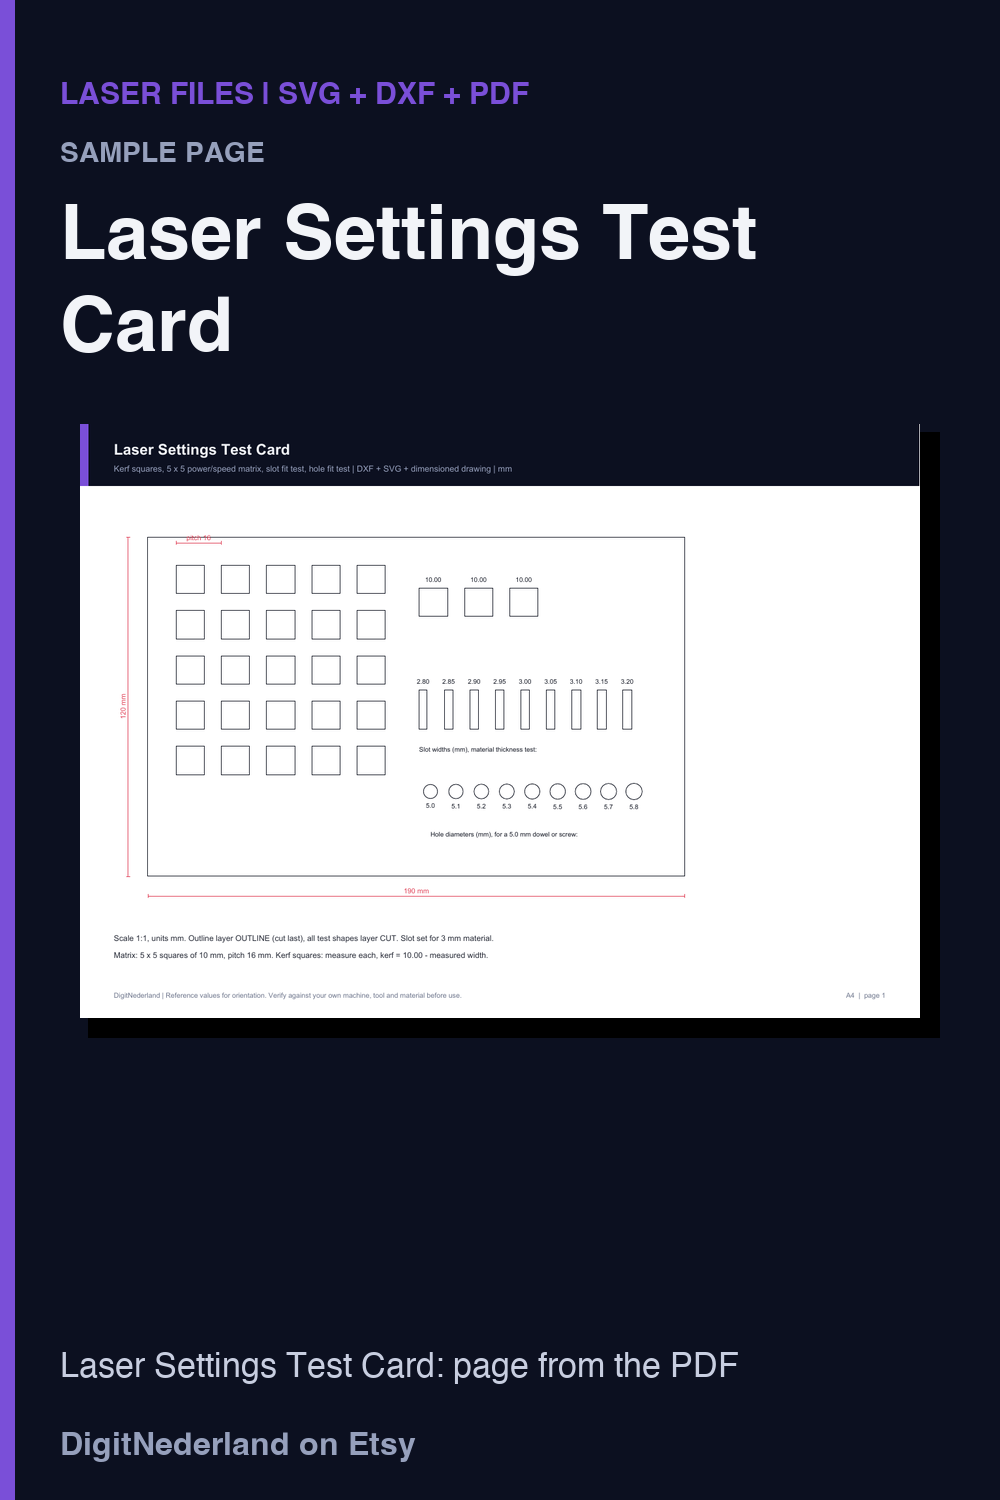 LASER FILES | SVG + DXF + PDF
SAMPLE PAGE
Laser Settings Test
Card
Laser Settings Test Card
Kerf squares, 5 x 5 power/speed matrix, slot fit test, hole fit test | DXF + SVG + dimensioned drawing | mm
pitch 16
10.00 10.00 10.00
2.80 2.85 2.90 2.95 3.00 3.05 3.10 3.15 3.20
120 mm
Slot widths (mm), material thickness test:
5.0 5.1 5.2 5.3 5.4 5.5 5.6 5.7 5.8
Hole diameters (mm), for a 5.0 mm dowel or screw:
190 mm
Scale 1:1, units mm. Outline layer OUTLINE (cut last), all test shapes layer CUT. Slot set for 3 mm material.
Matrix: 5 x 5 squares of 10 mm, pitch 16 mm. Kerf squares: measure each, kerf = 10.00 - measured width.
DigitNederland | Reference values for orientation. Verify against your own machine, tool and material before use.
A4 | page 1
Laser Settings Test Card: page from the PDF
DigitNederland on Etsy